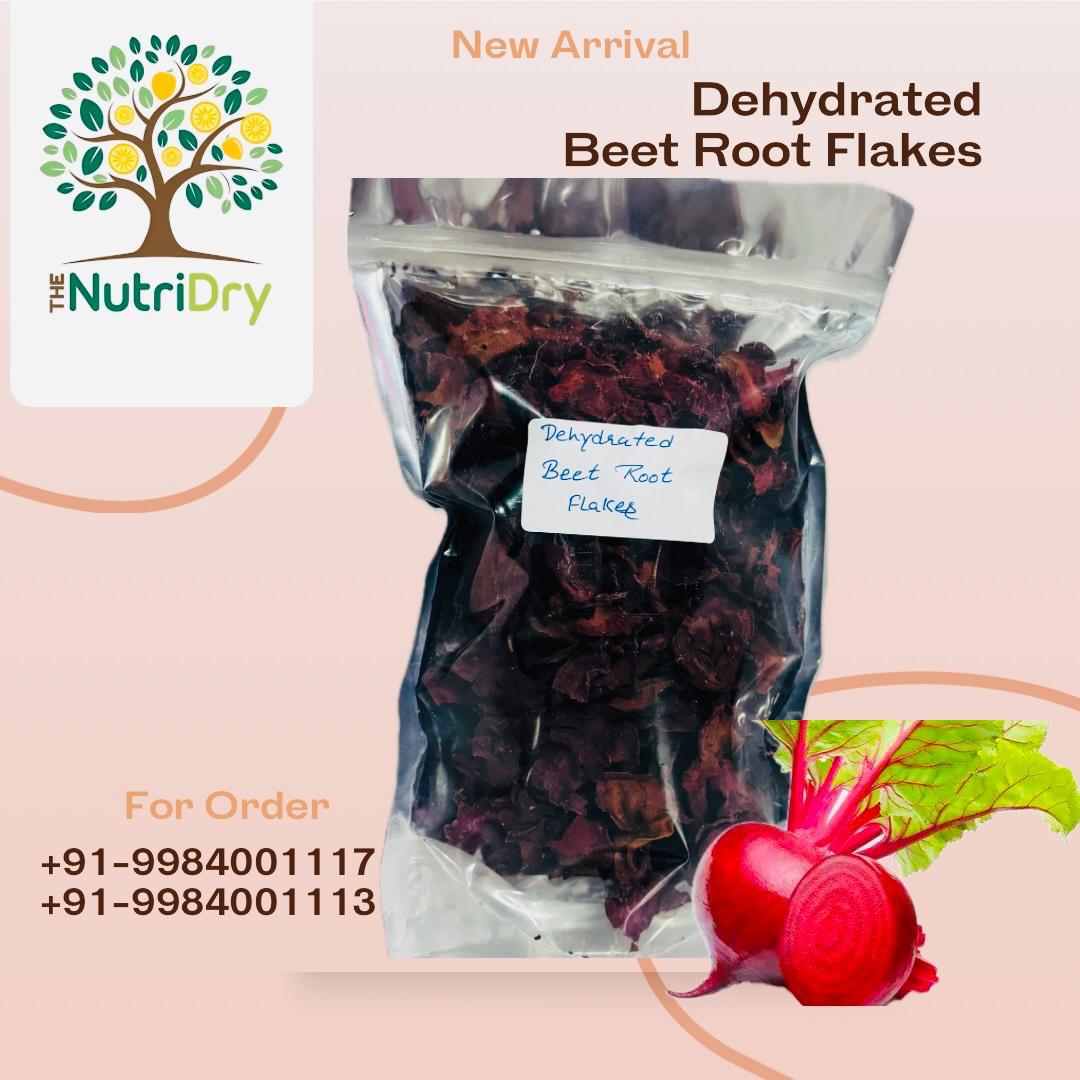 New Arrival
Dehydrated
Beet Root Flakes
THE NutriDry
Dehydrated
Beet Root
Flakes
For Order
+91-9984001117
+91-9984001113